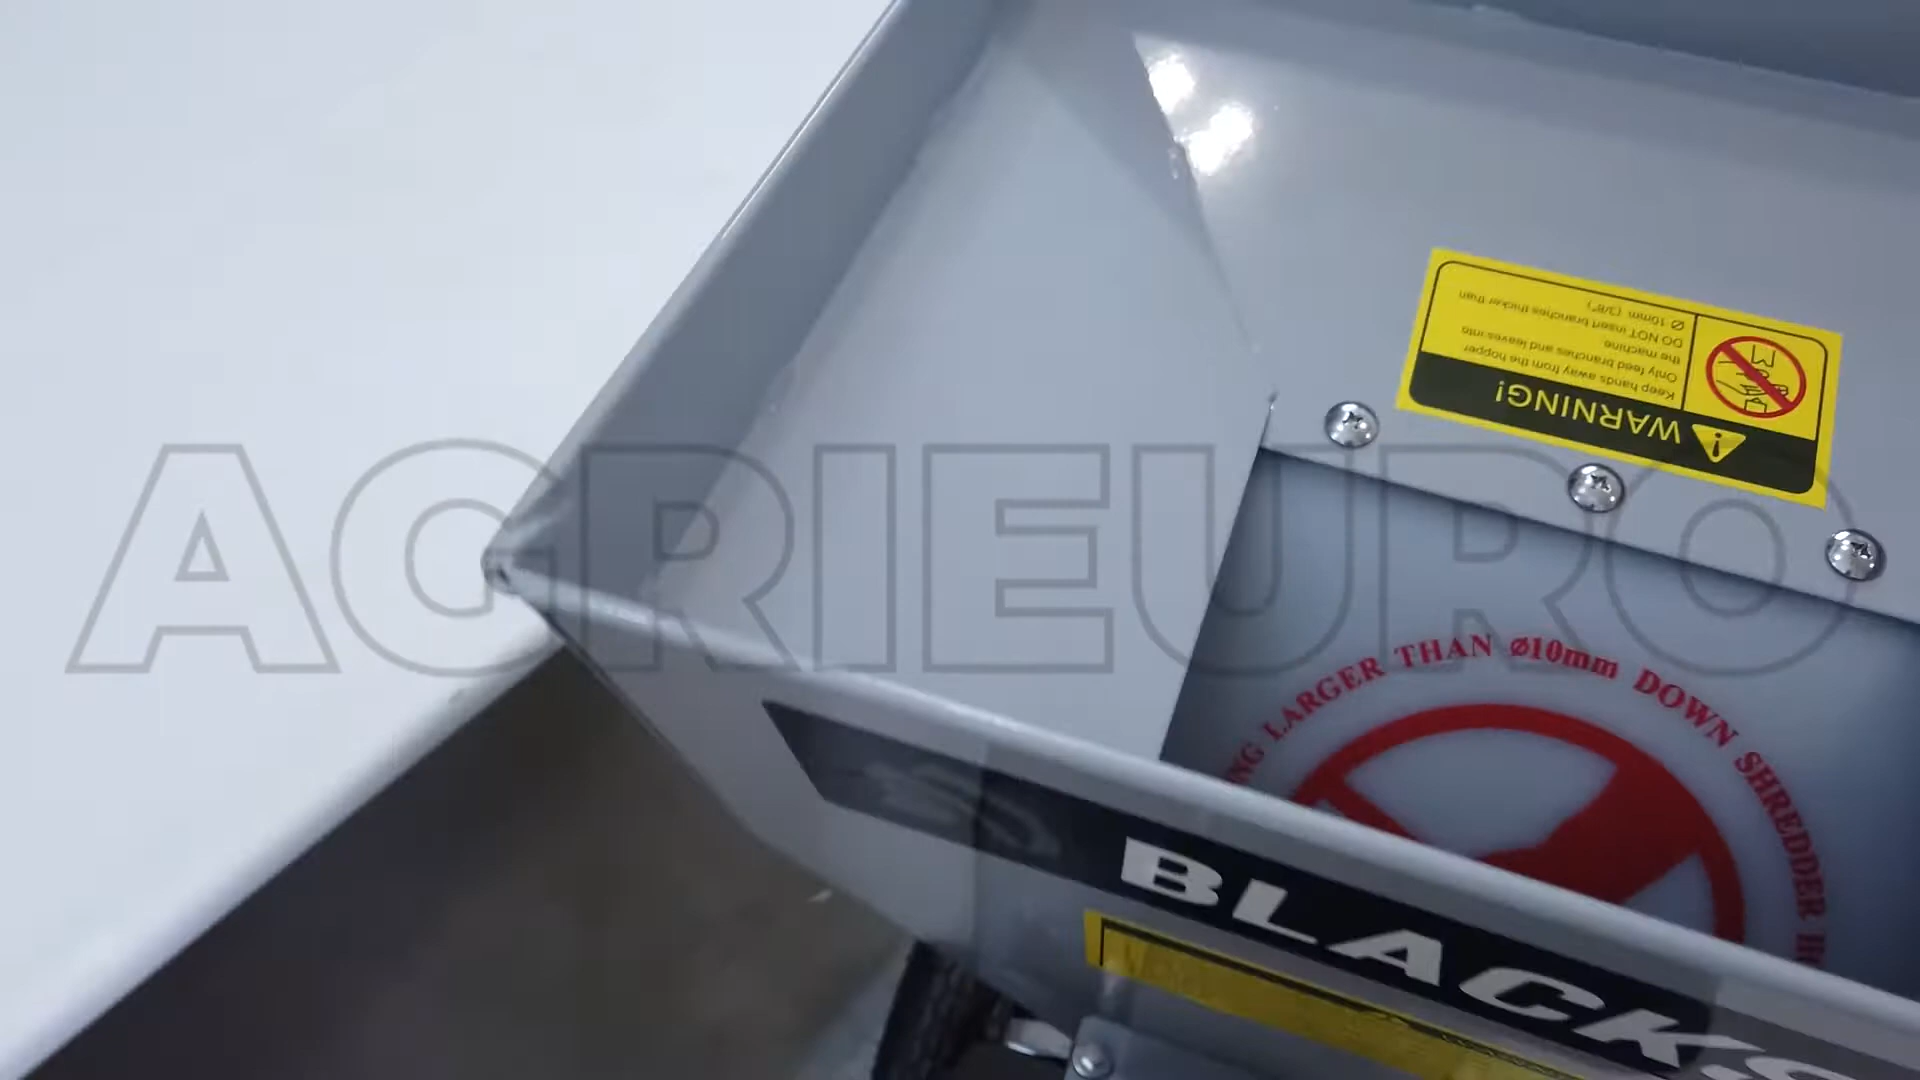 WARNING!
Keep hands away from the hopper
Only feed branches and leaves into
the machine.
DO NOT insert branches thicker than
Ø 10mm (3/8")
AGRIEURO
LARGER THAN ø10mm DOWN SHREDDER
BLACKS